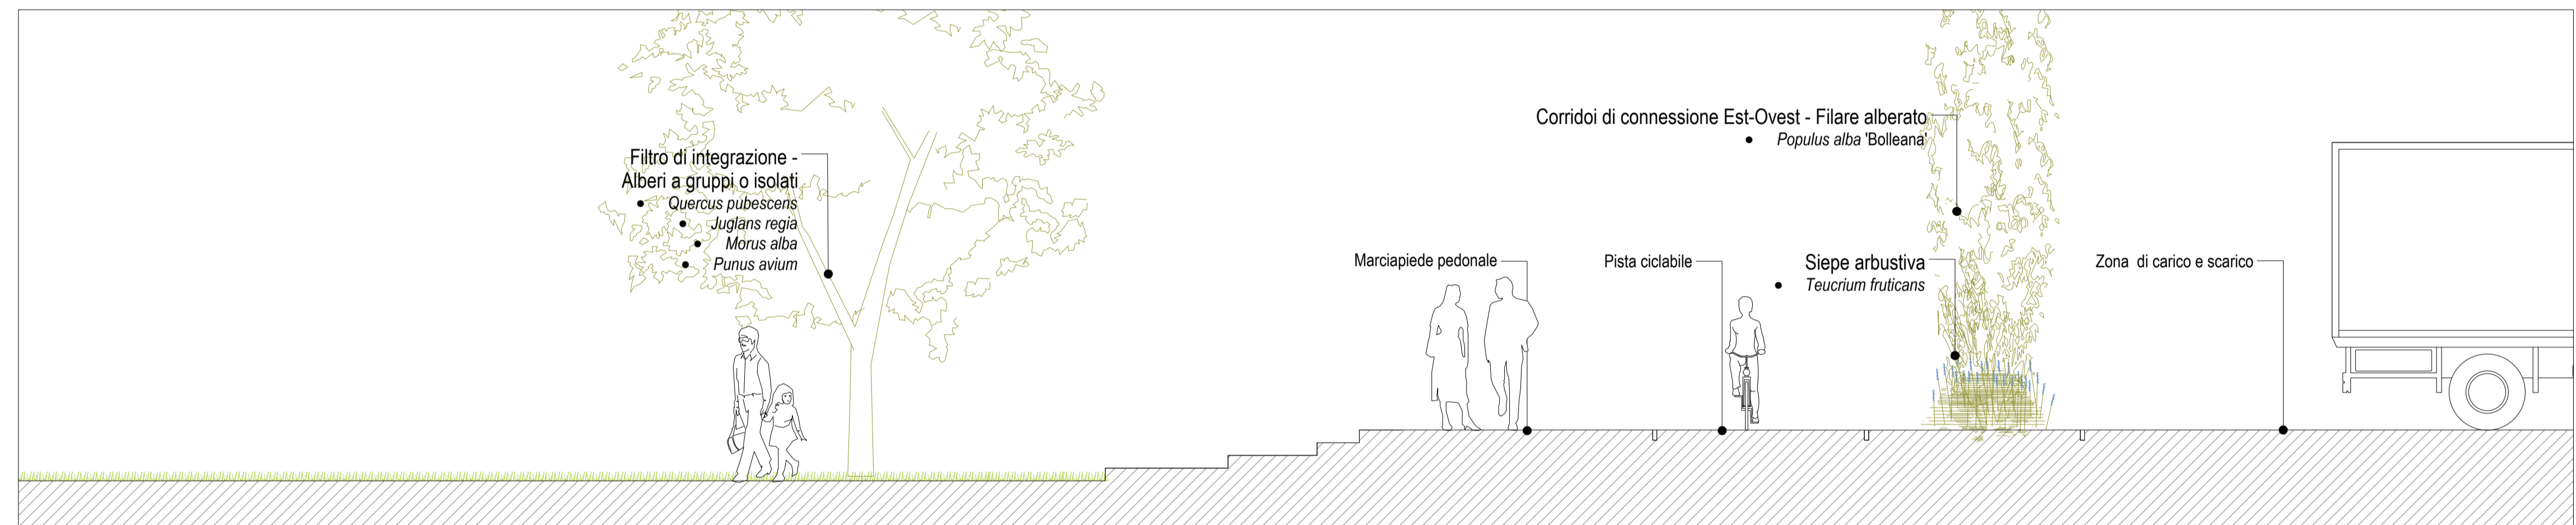 Filtro di integrazione -
Alberi a gruppi o isolati
• Quercus pubescens
• Juglans regia
• Morus alba
• Punus avium
Marciapiede pedonale
Pista ciclabile
Corridoi di connessione Est-Ovest - Filare alberato
• Populus alba 'Bolleana'
Siepe arbustiva
• Teucrium fruticans
Zona di carico e scarico